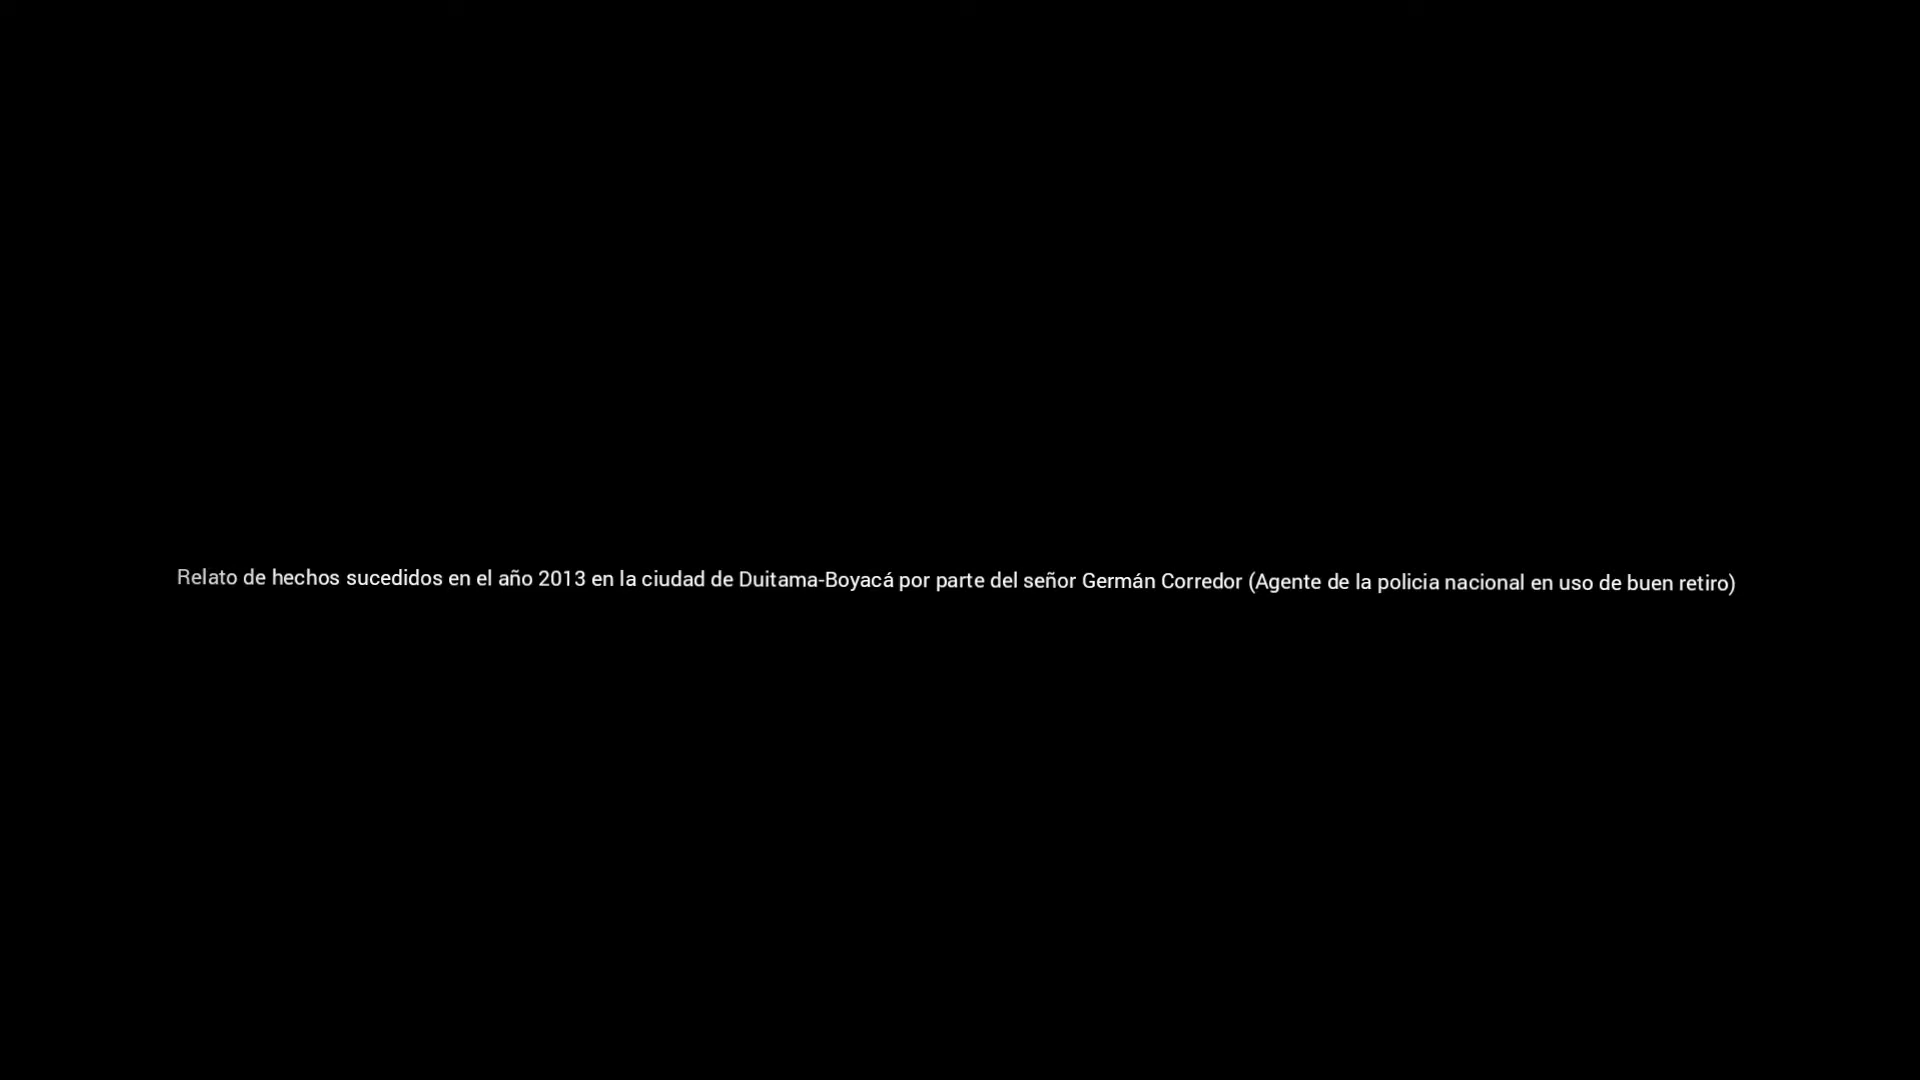 Relato de hechos sucedidos en el año 2013 en la ciudad de Duitama-Boyacá por parte del señor Germán Corredor (Agente de la policia nacional en uso de buen retiro)